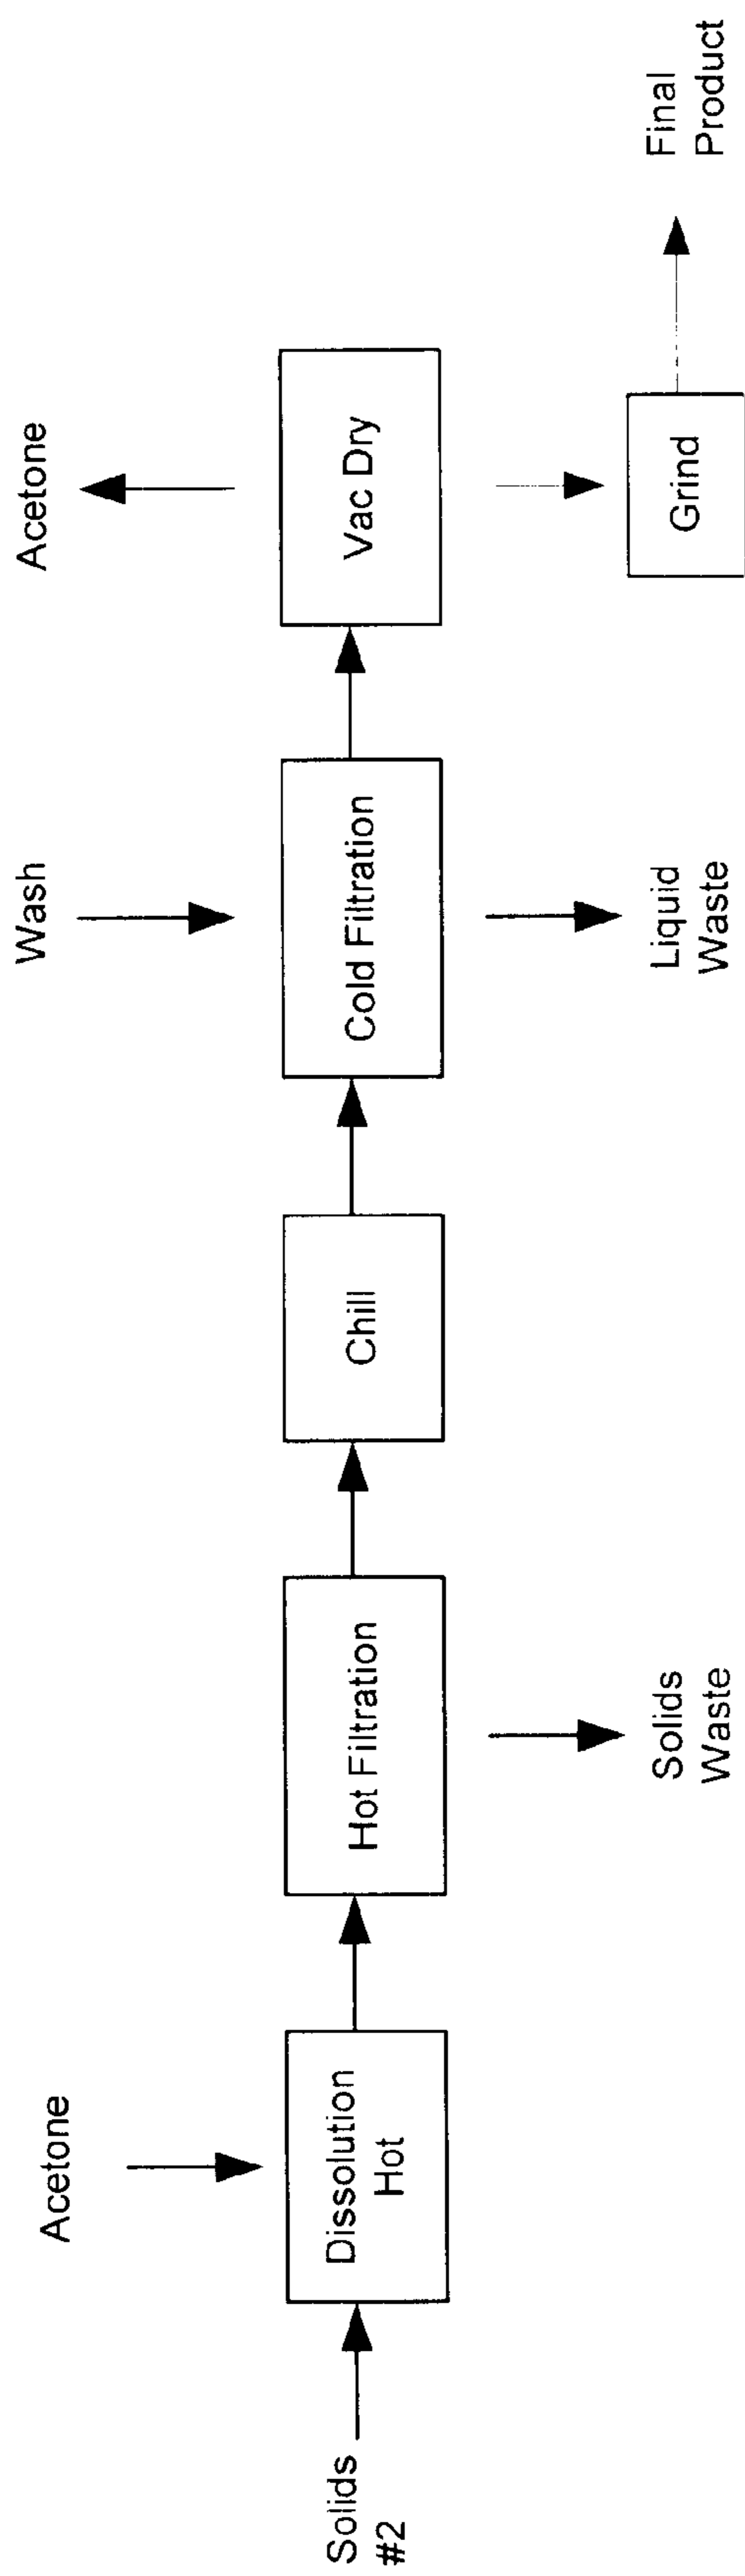 Solids
#2
Acetone
Dissolution
Hot
Hot Filtration
Solids
Waste
Chill
Wash
Cold Filtration
Liquid
Waste
Acetone
Vac Dry
Grind
Final
Product